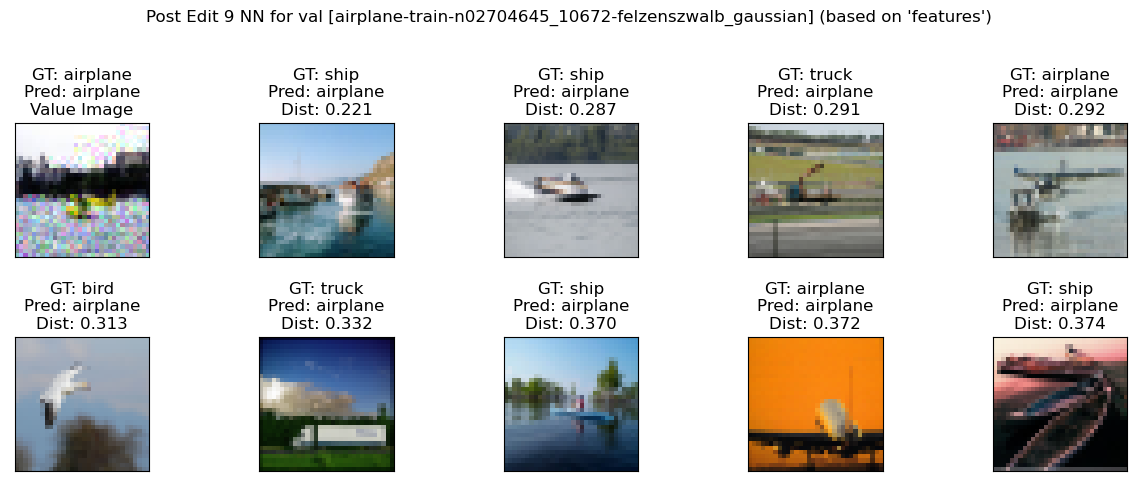 Post Edit 9 NN for val [airplane-train-n02704645_10672-felzenszwalb_gaussian] (based on 'features')
GT: airplane
Pred: airplane
Value Image
GT: ship
Pred: airplane
Dist: 0.221
GT: ship
Pred: airplane
Dist: 0.287
GT: truck
Pred: airplane
Dist: 0.291
GT: airplane
Pred: airplane
Dist: 0.292
GT: bird
Pred: airplane
Dist: 0.313
GT: truck
Pred: airplane
Dist: 0.332
GT: ship
Pred: airplane
Dist: 0.370
GT: airplane
Pred: airplane
Dist: 0.372
GT: ship
Pred: airplane
Dist: 0.374